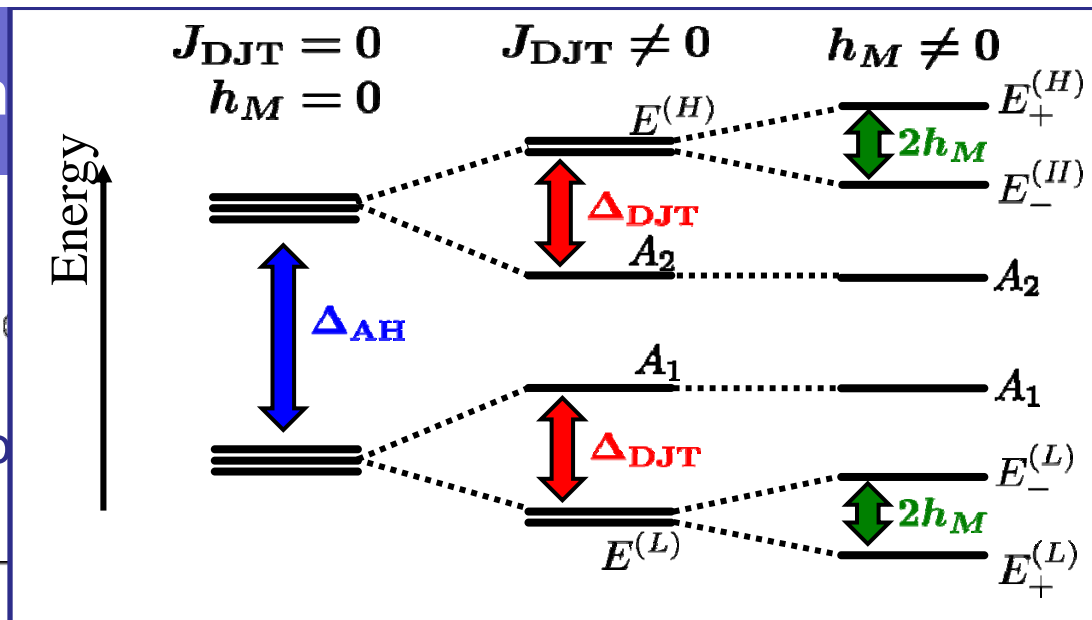 J_DJT = 0
h_M = 0
J_DJT ≠ 0
h_M ≠ 0
Energy
Δ_AH
E^(H)
Δ_DJT
A_2
A_1
Δ_DJT
E^(L)
E_+^(H)
2h_M
E_-^(H)
A_2
A_1
E_-^(L)
2h_M
E_+^(L)